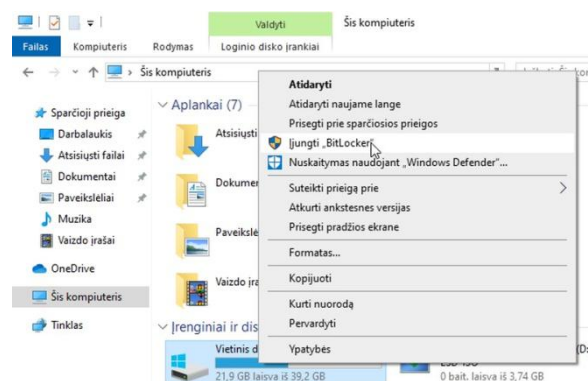 Valdyti
Šis kompiuteris
Failas
Kompiuteris
Rodymas
Loginio disko įrankiai
Šis kompiuteris
Sparčioji prieiga
Darbalaukis
Atsisiųsti failai
Dokumentai
Paveikslėliai
Muzika
Vaizdo įrašai
OneDrive
Šis kompiuteris
Tinklas
Aplankai (7)
Atsisiųsti
Dokumen
Paveikslė
Vaizdo įra
Įrenginiai ir dis
Vietinis d
21,9 GB laisva iš 39,2 GB
0 bait. laisva iš 3,74 GB
Atidaryti
Atidaryti naujame lange
Prisegti prie sparčiosios prieigos
Įjungti „BitLocker“
Nuskaitymas naudojant „Windows Defender“...
Suteikti prieigą prie
Atkurti ankstesnes versijas
Prisegti pradžios ekrane
Formatas...
Kopijuoti
Kurti nuorodą
Pervardyti
Ypatybės